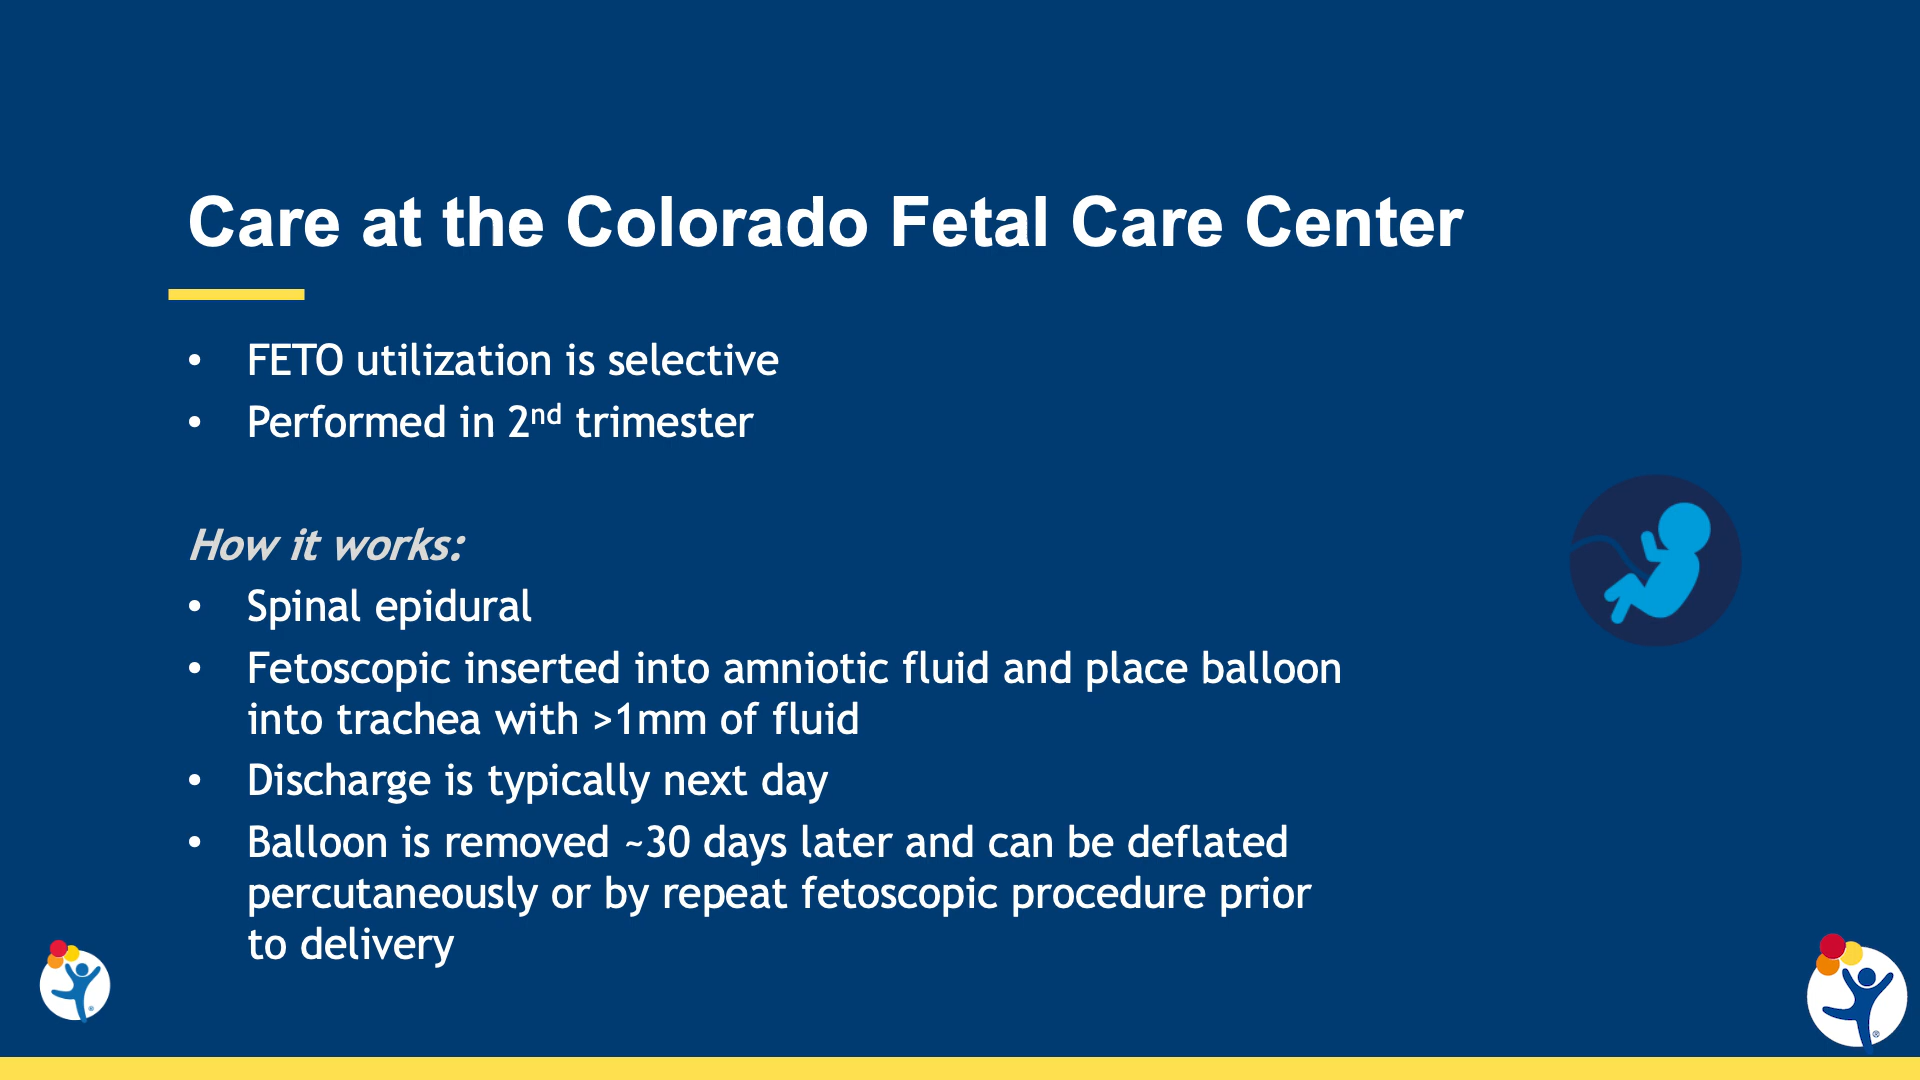 Care at the Colorado Fetal Care Center
• FETO utilization is selective
• Performed in 2nd trimester
How it works:
• Spinal epidural
• Fetoscopic inserted into amniotic fluid and place balloon
into trachea with >1mm of fluid
• Discharge is typically next day
• Balloon is removed ~30 days later and can be deflated
percutaneously or by repeat fetoscopic procedure prior
to delivery